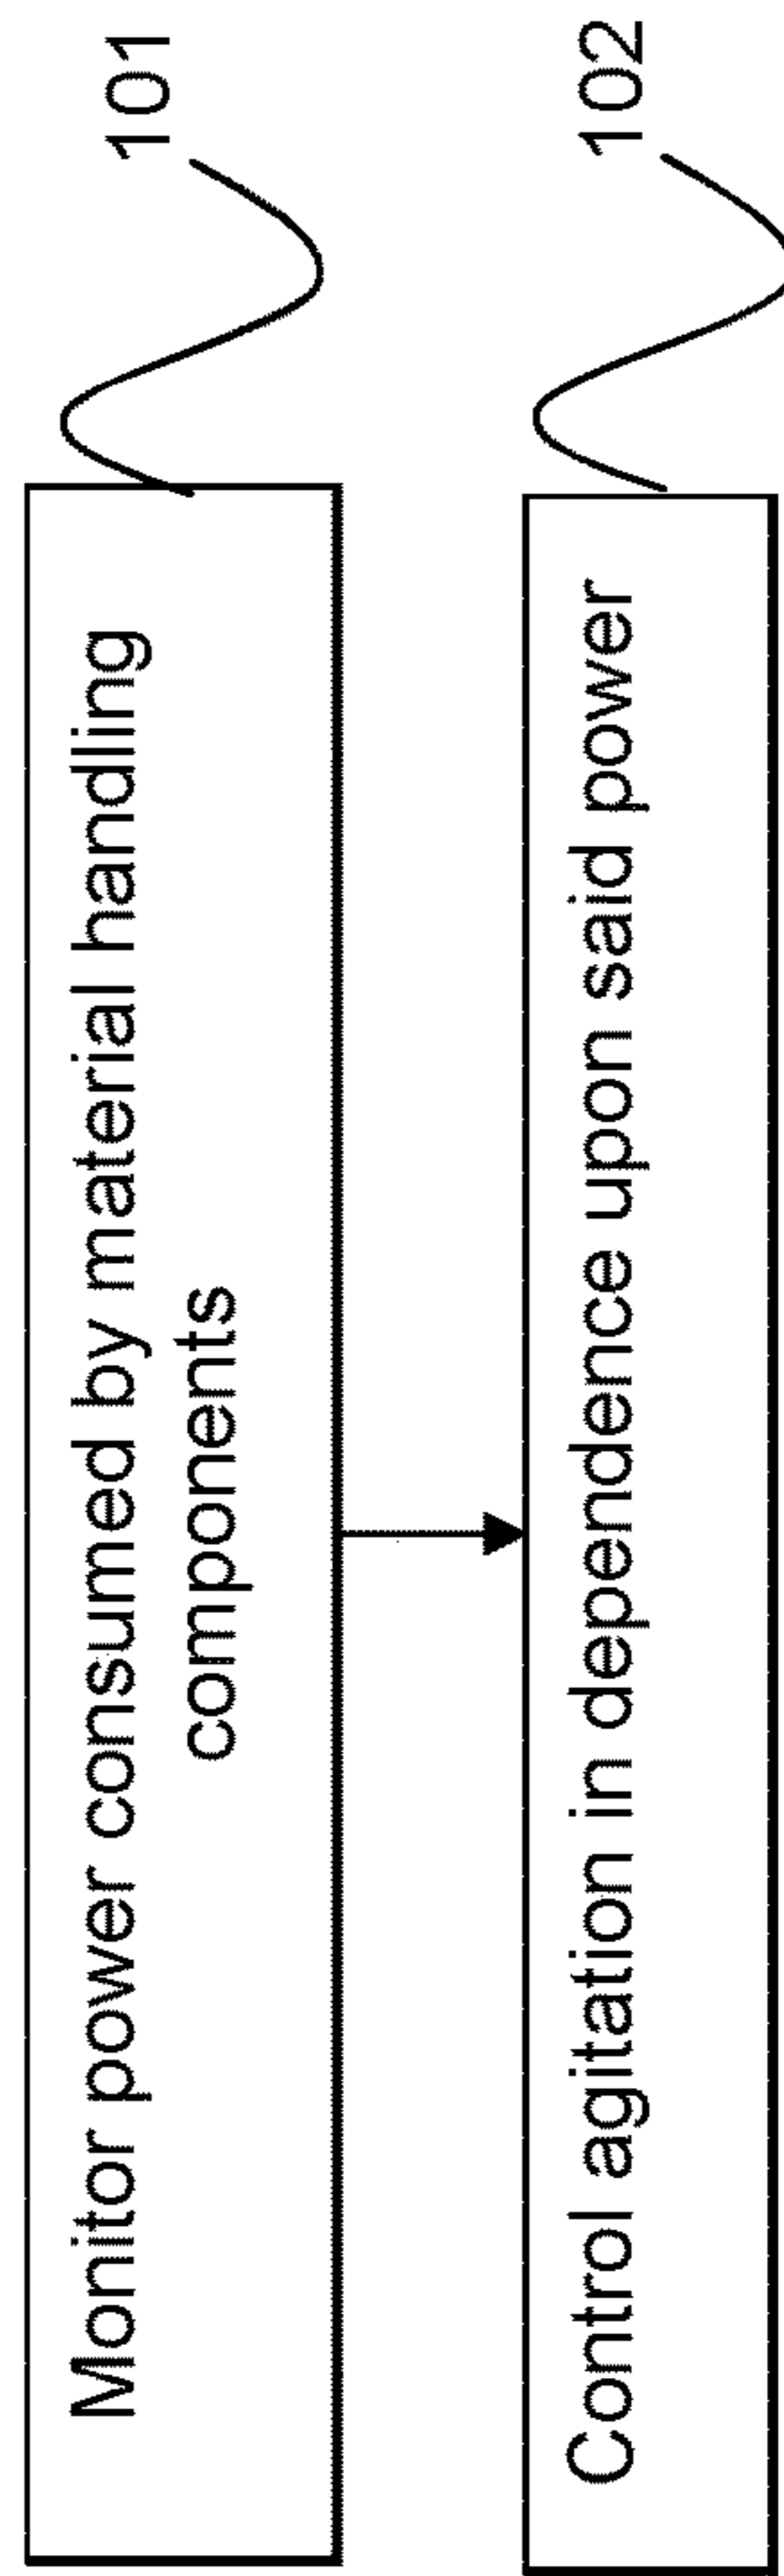 Monitor power consumed by material handling
components
101
Control agitation in dependence upon said power
102